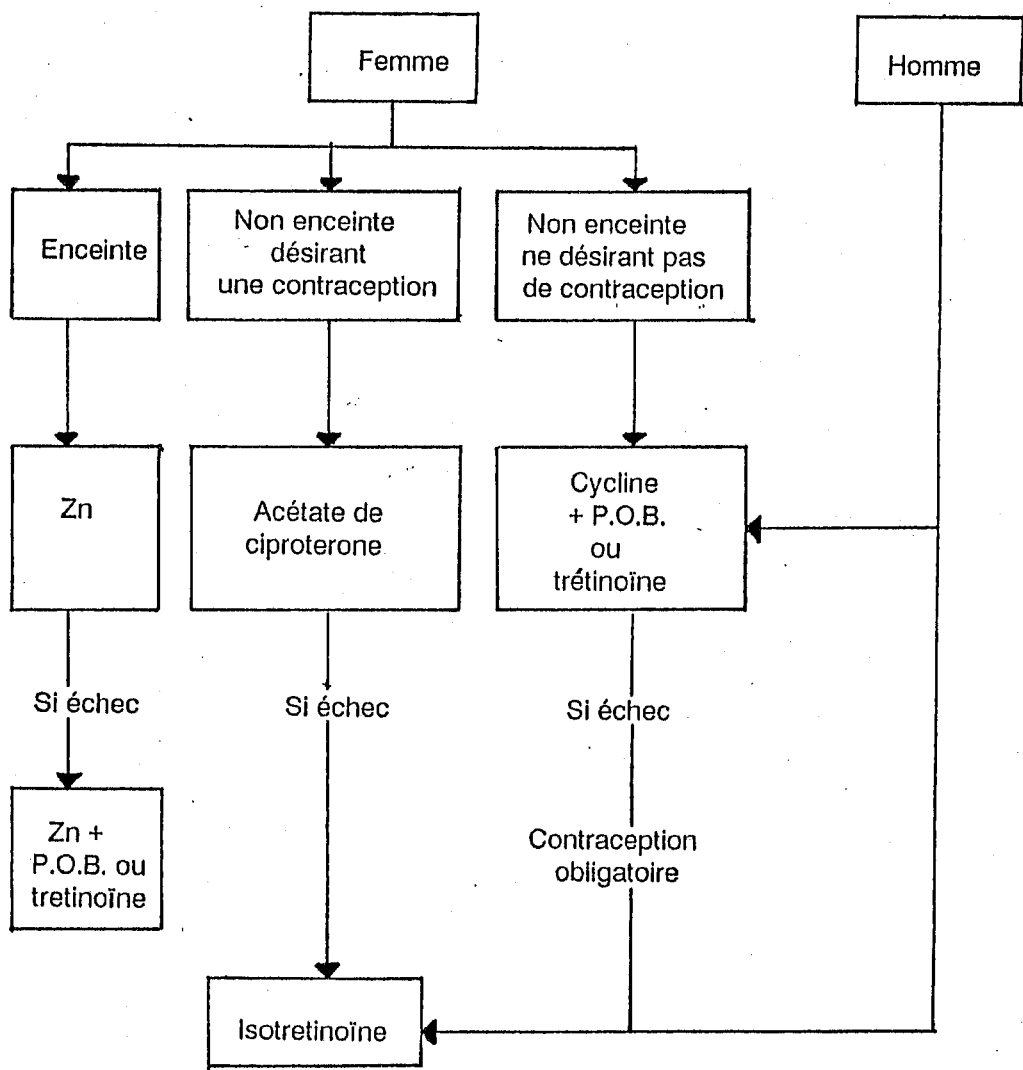 Femme
Homme
Enceinte
Non enceinte
désirant
une contraception
Non enceinte
ne désirant pas
de contraception
Zn
Acétate de
ciproterone
Cycline
+ P.O.B.
ou
trétinoïne
Si échec
Si échec
Si échec
Zn +
P.O.B. ou
tretinoïne
Contraception
obligatoire
Isotretinoïne